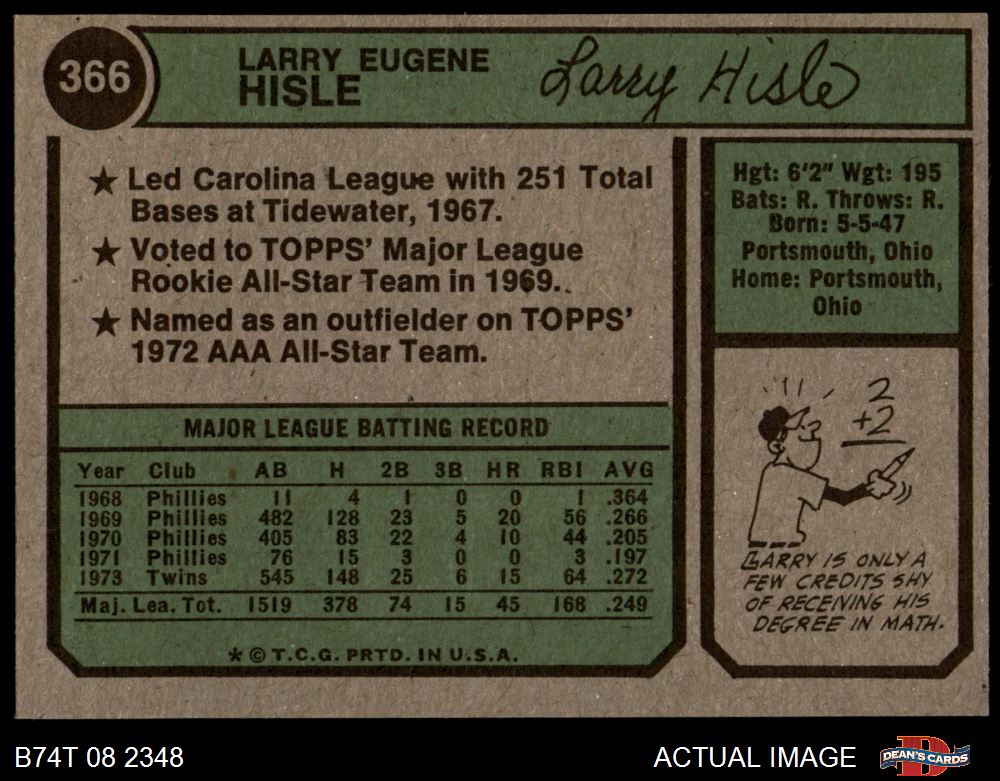 366
LARRY EUGENE
HISLE
Larry Hisle
★ Led Carolina League with 251 Total
Bases at Tidewater, 1967.
★ Voted to TOPPS' Major League
Rookie All-Star Team in 1969.
★ Named as an outfielder on TOPPS'
1972 AAA All-Star Team.
MAJOR LEAGUE BATTING RECORD
Year Club AB H 2B 3B HR RBI AVG
1968 Phillies 11 4 1 0 0 1 .364
1969 Phillies 482 128 23 5 20 56 .266
1970 Phillies 405 83 22 4 10 44 .205
1971 Phillies 76 15 3 0 0 3 .197
1973 Twins 545 148 25 6 15 64 .272
Maj. Lea. Tot. 1519 378 74 15 45 168 .249
* © T.C.G. PRTD. IN U.S.A.
Hgt: 6'2" Wgt: 195
Bats: R. Throws: R.
Born: 5-5-47
Portsmouth, Ohio
Home: Portsmouth,
Ohio
2
+2
LARRY IS ONLY A
FEW CREDITS SHY
OF RECEIVING HIS
DEGREE IN MATH.
B74T 08 2348
ACTUAL IMAGE
D
DEAN'S CARDS